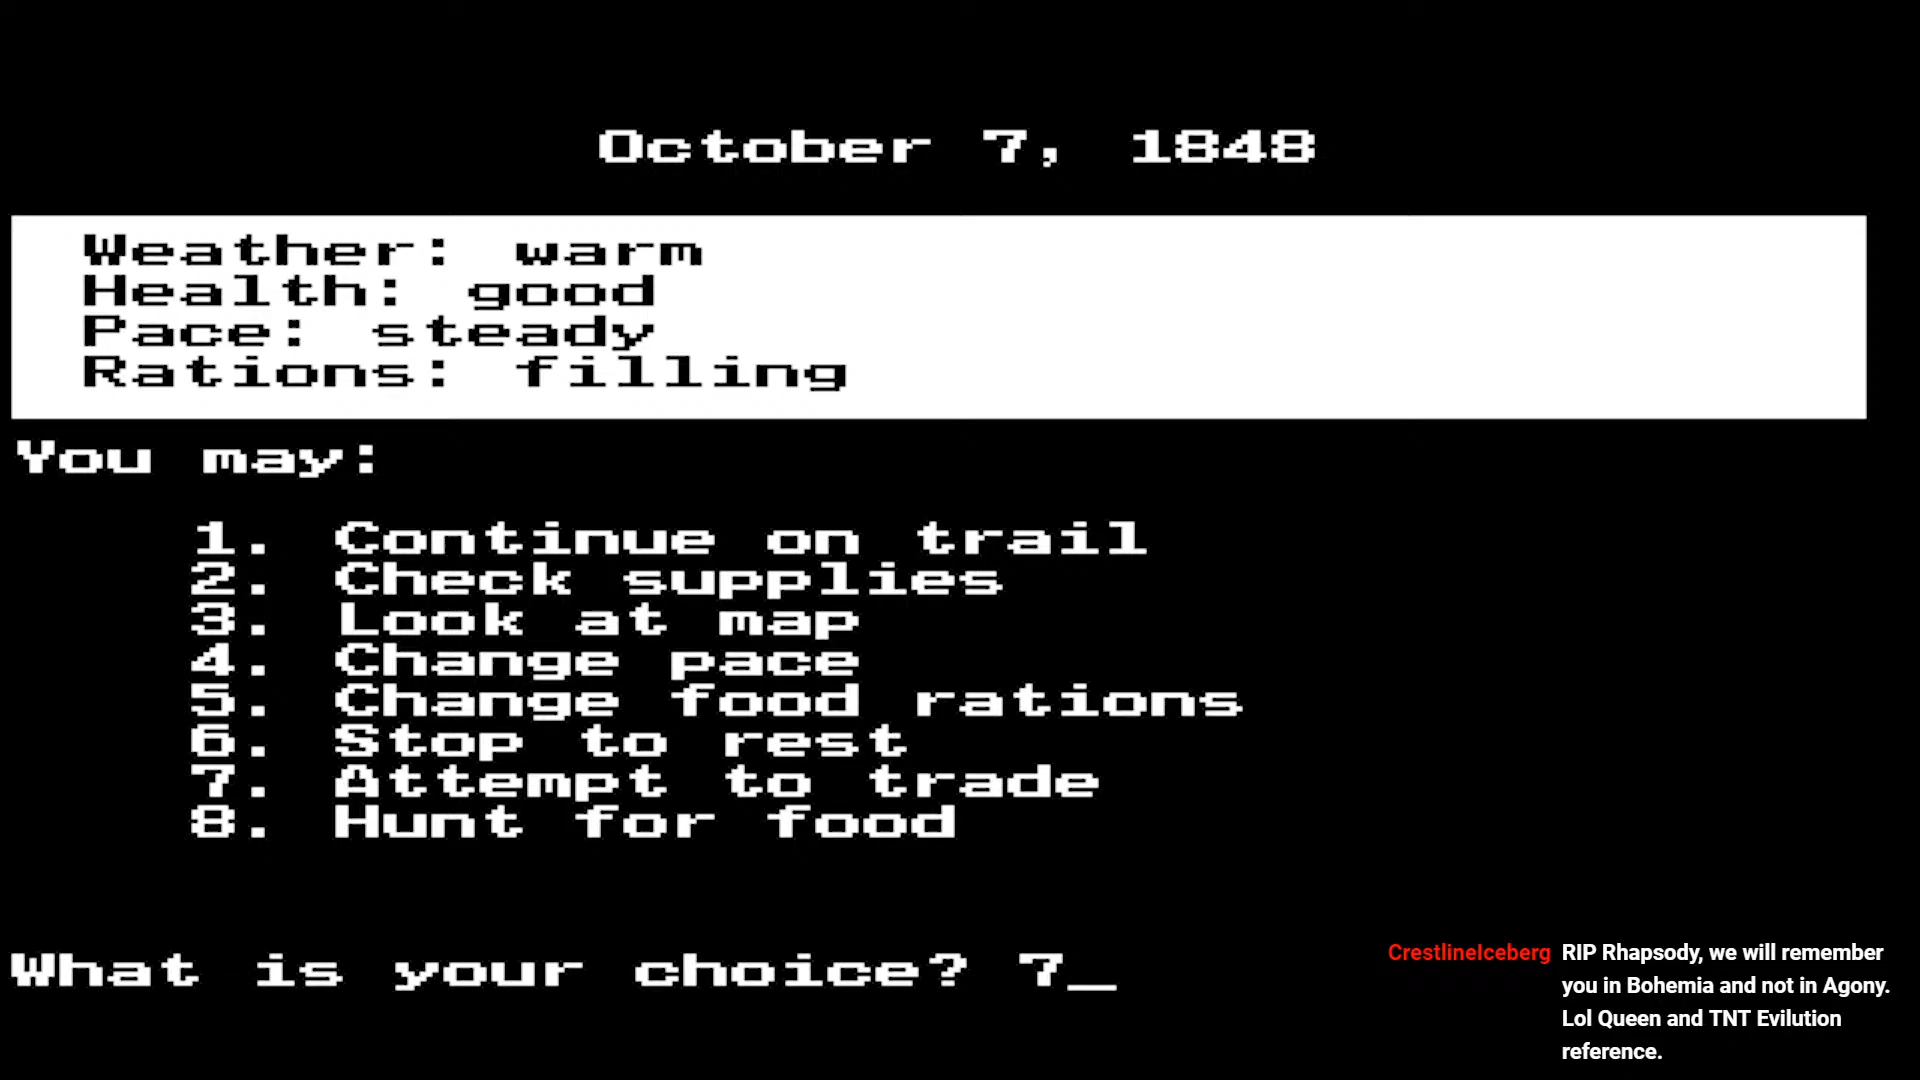 October 7, 1848
Weather: warm
Health: good
Pace: steady
Rations: filling
You may:
1. Continue on trail
2. Check supplies
3. Look at map
4. Change pace
5. Change food rations
6. Stop to rest
7. Attempt to trade
8. Hunt for food
What is your choice? 7_
CrestlineIceberg RIP Rhapsody, we will remember
you in Bohemia and not in Agony.
Lol Queen and TNT Evilution
reference.